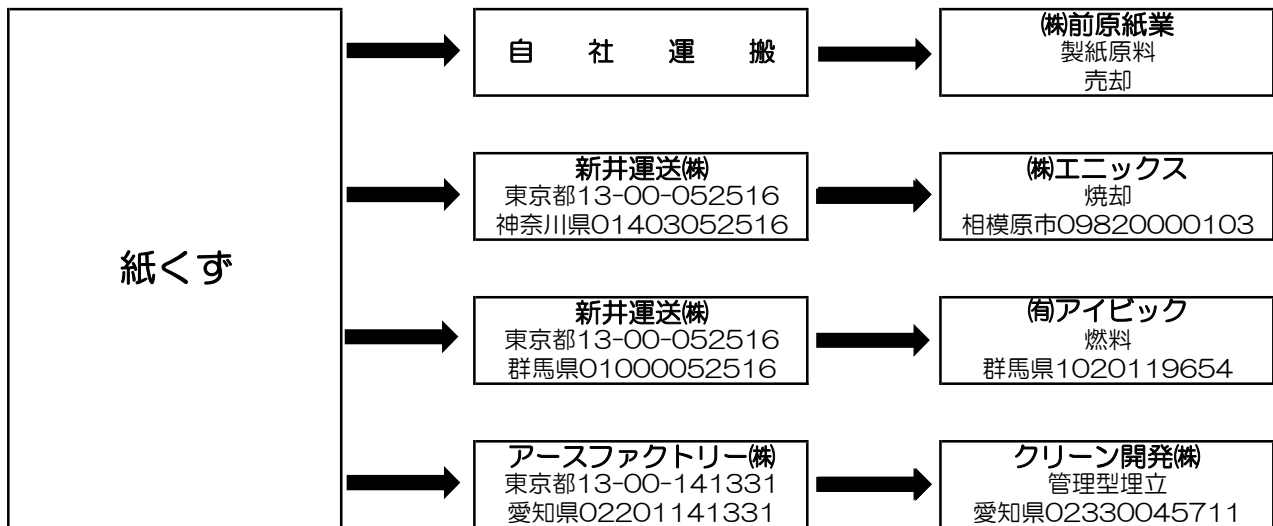 紙くず
自社運搬
㈱前原紙業
製紙原料
売却
新井運送㈱
東京都13-00-052516
神奈川県01403052516
㈱エニックス
焼却
相模原市09820000103
新井運送㈱
東京都13-00-052516
群馬県01000052516
㈲アイビック
燃料
群馬県1020119654
アースファクトリー㈱
東京都13-00-141331
愛知県02201141331
クリーン開発㈱
管理型埋立
愛知県02330045711